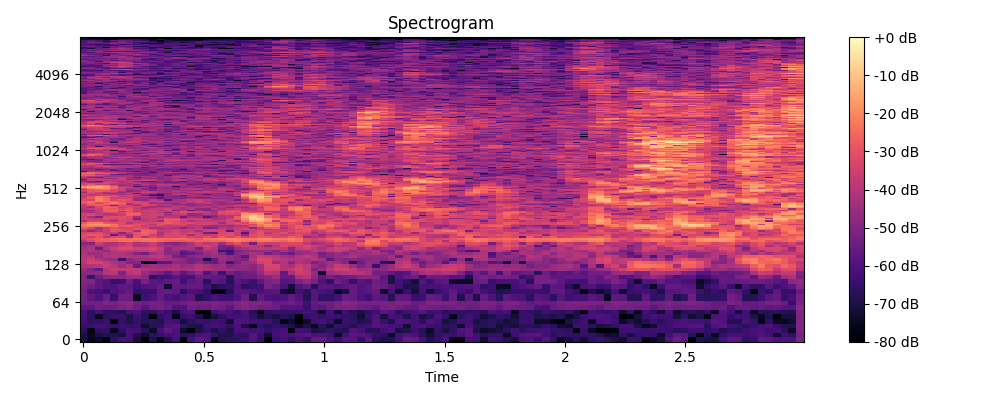 Spectrogram
Hz
4096
2048
1024
512
256
128
64
0
0
0.5
1
1.5
2
2.5
Time
+0 dB
-10 dB
-20 dB
-30 dB
-40 dB
-50 dB
-60 dB
-70 dB
-80 dB